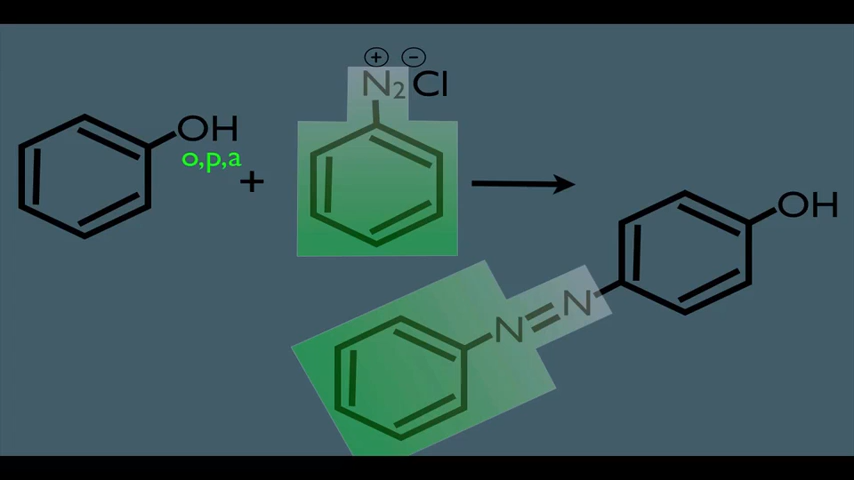 OH
o,p,a
+
⊕ ⊖
N₂Cl
OH
N=N